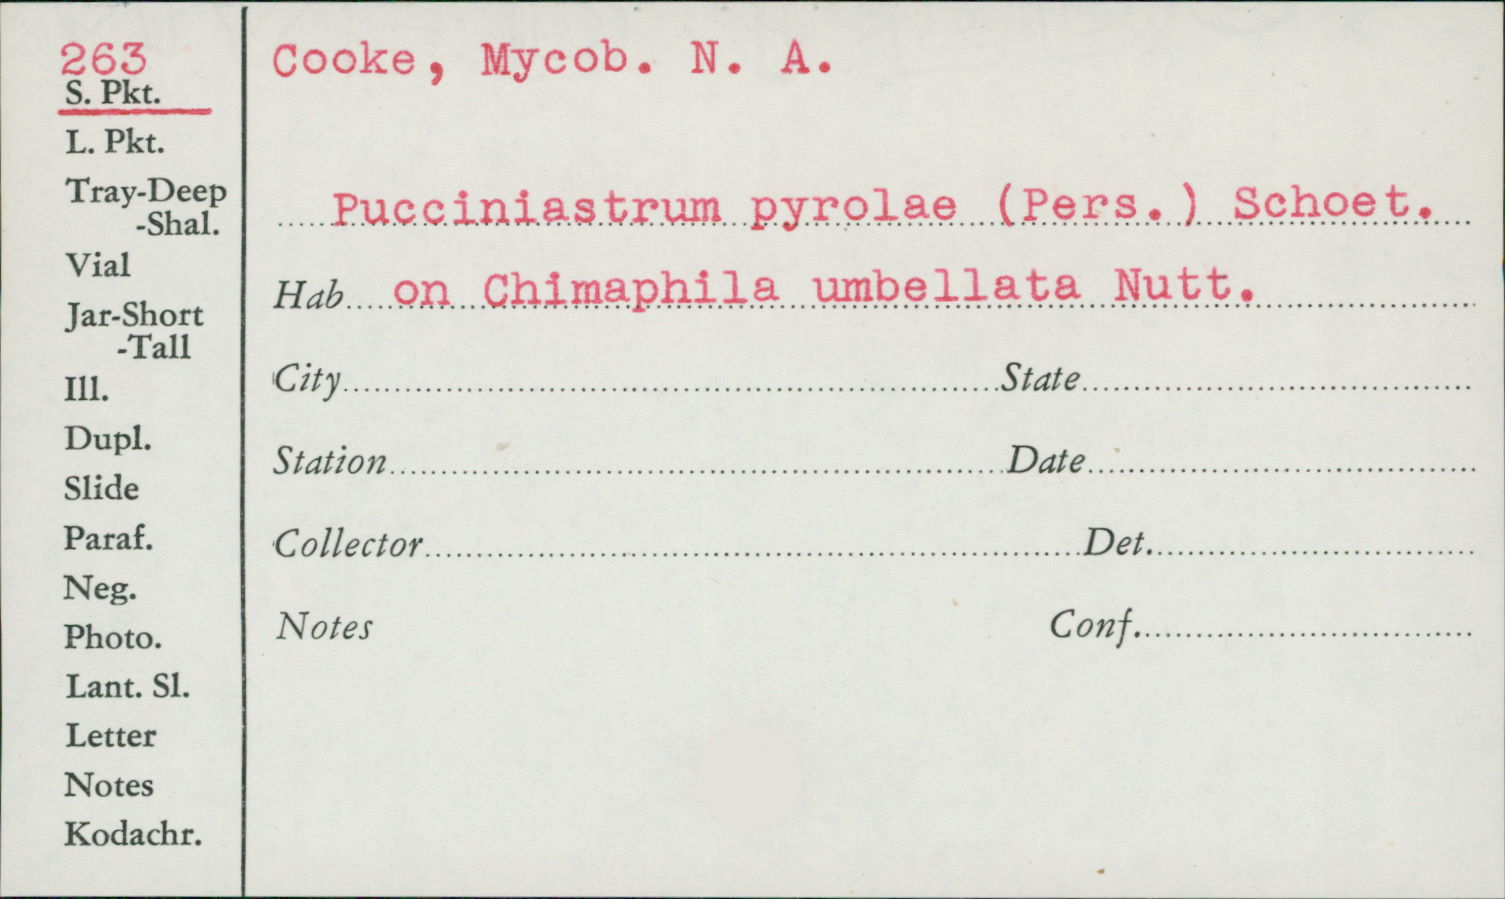 263
S. Pkt.
L. Pkt.
Tray-Deep
-Shal.
Vial
Jar-Short
-Tall
Ill.
Dupl.
Slide
Paraf.
Neg.
Photo.
Lant. Sl.
Letter
Notes
Kodachr.
Cooke, Mycob. N. A.
Pucciniastrum pyrolae (Pers.) Schoet.
Hab. on Chimaphila umbellata Nutt.
City State
Station Date
Collector Det.
Notes Conf.